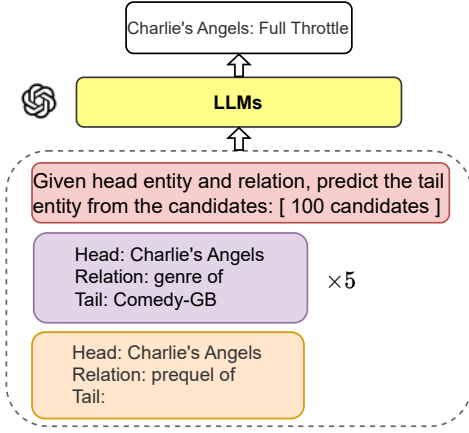 Charlie's Angels: Full Throttle
LLMs
Given head entity and relation, predict the tail
entity from the candidates: [ 100 candidates ]
Head: Charlie's Angels
Relation: genre of
Tail: Comedy-GB
×5
Head: Charlie's Angels
Relation: prequel of
Tail: